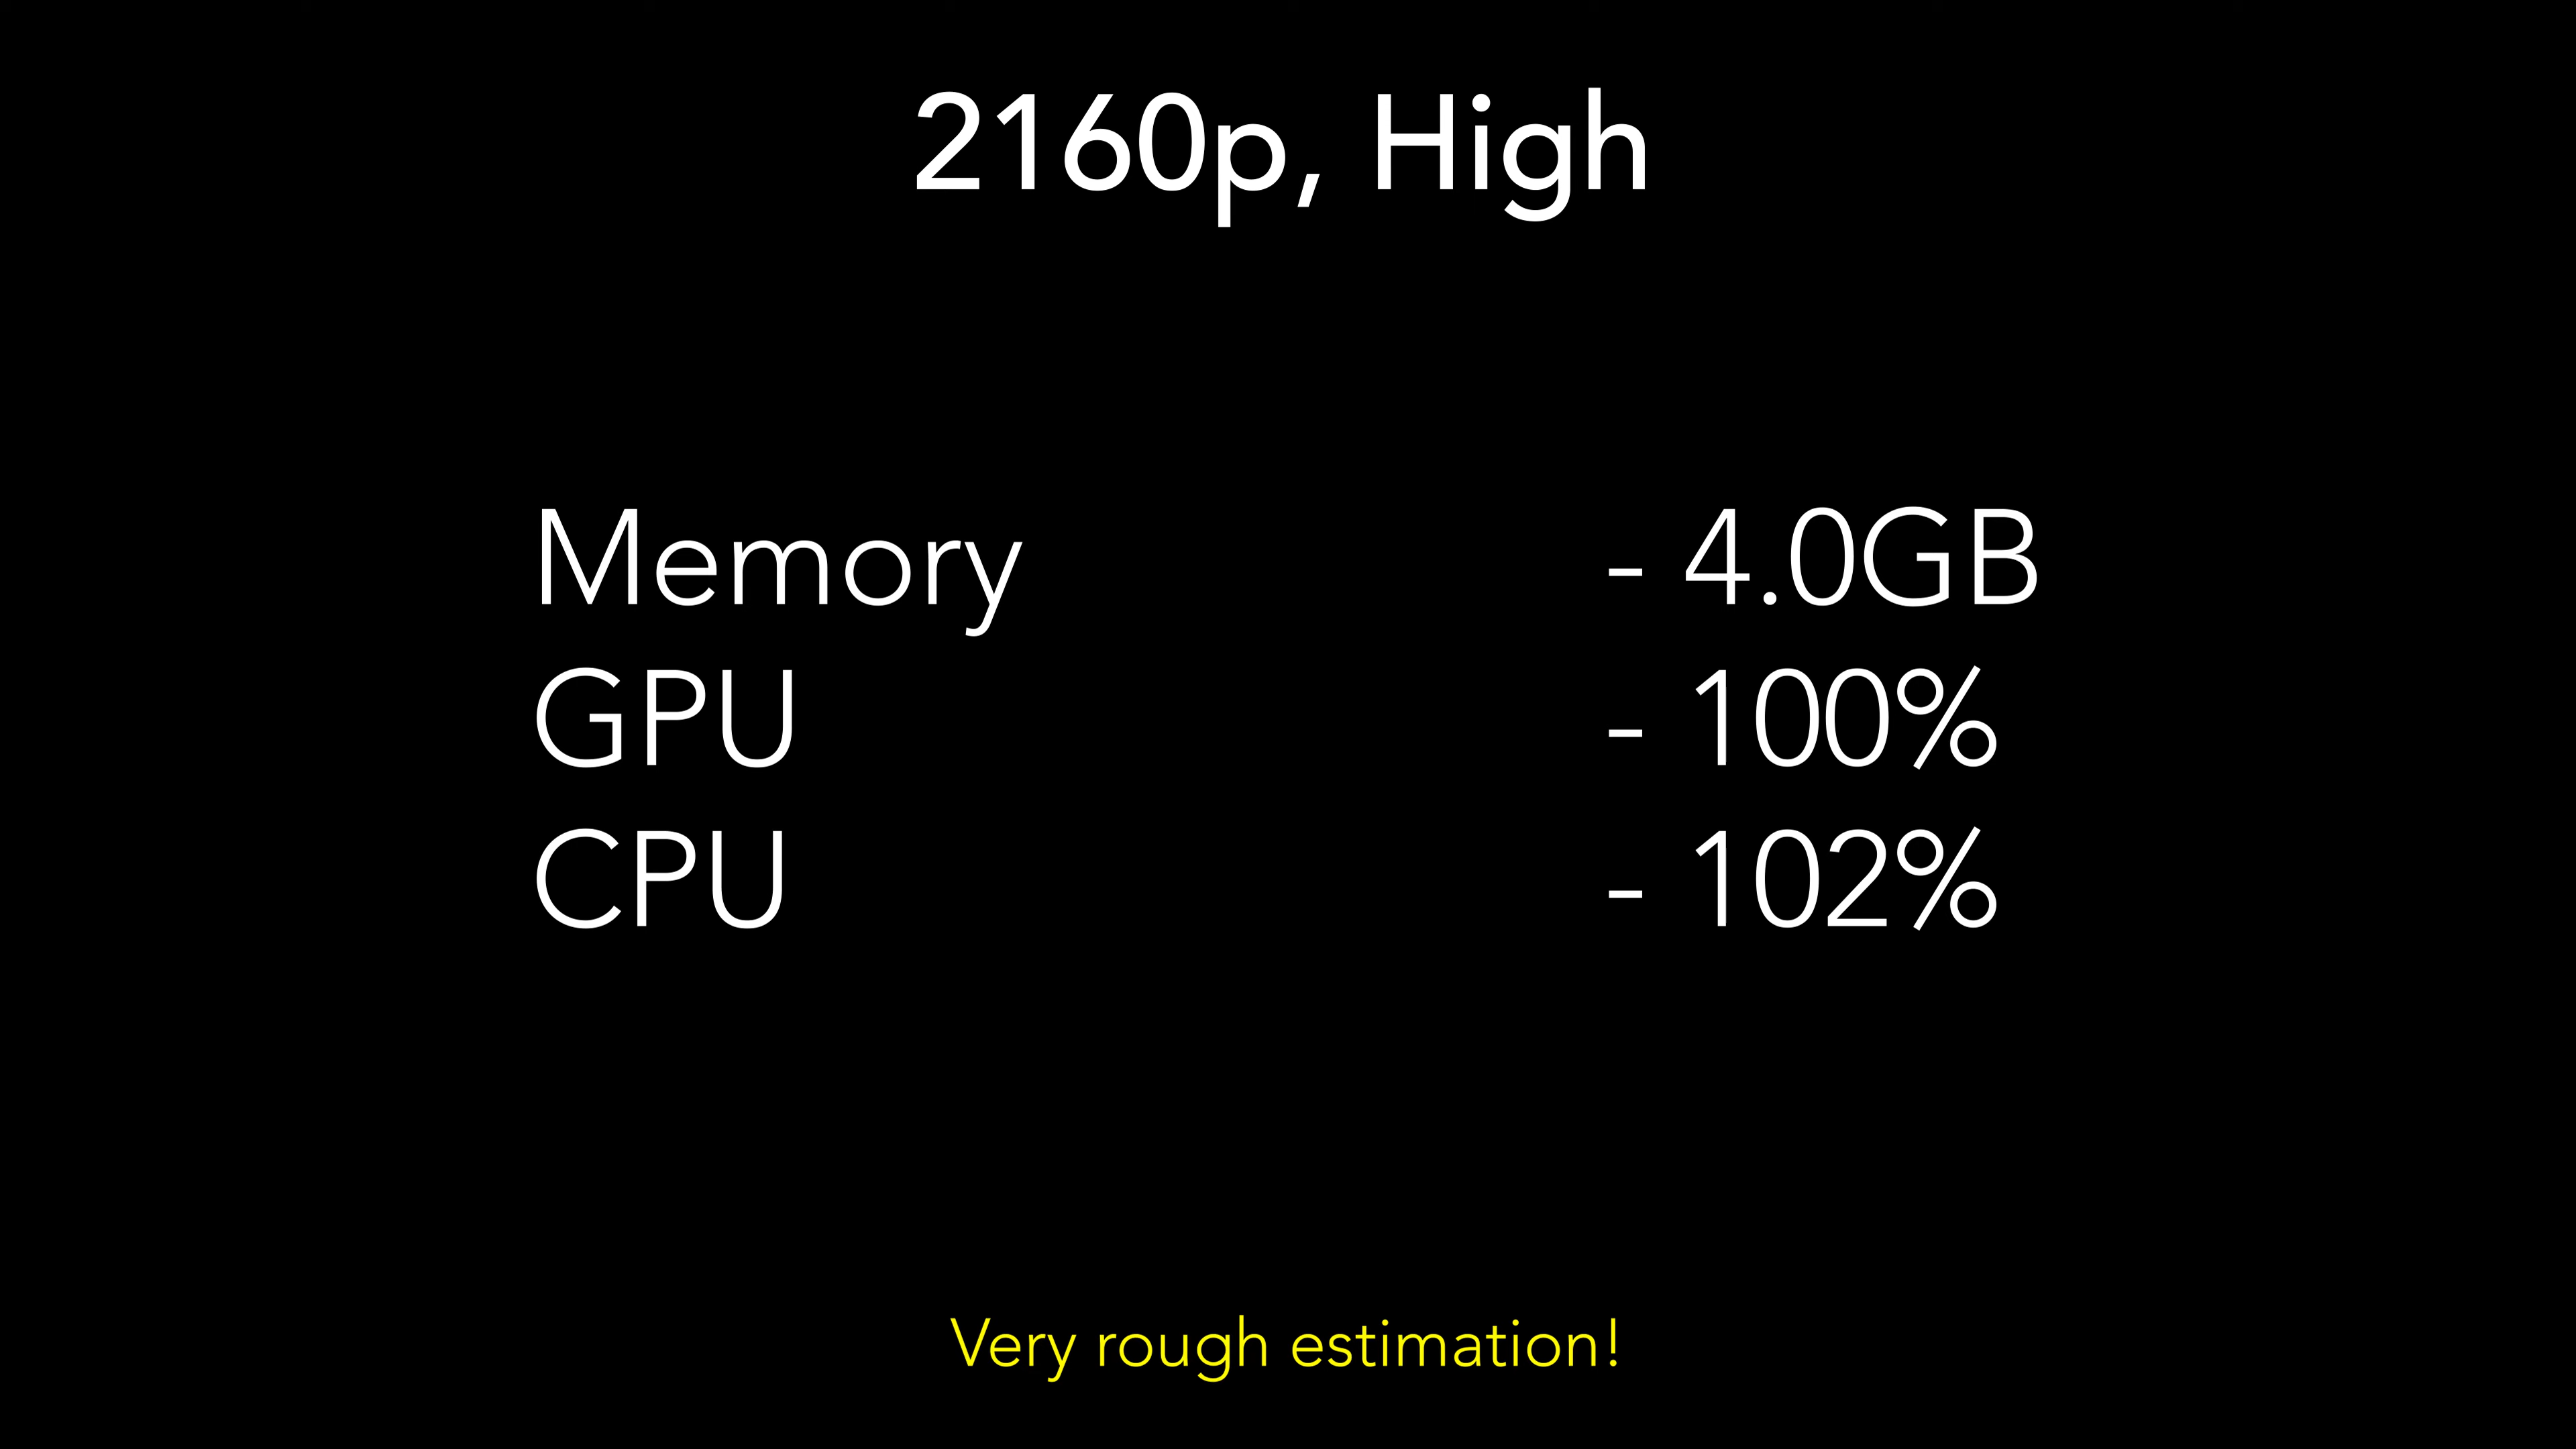 2160p, High
Memory - 4.0GB
GPU - 100%
CPU - 102%
Very rough estimation!